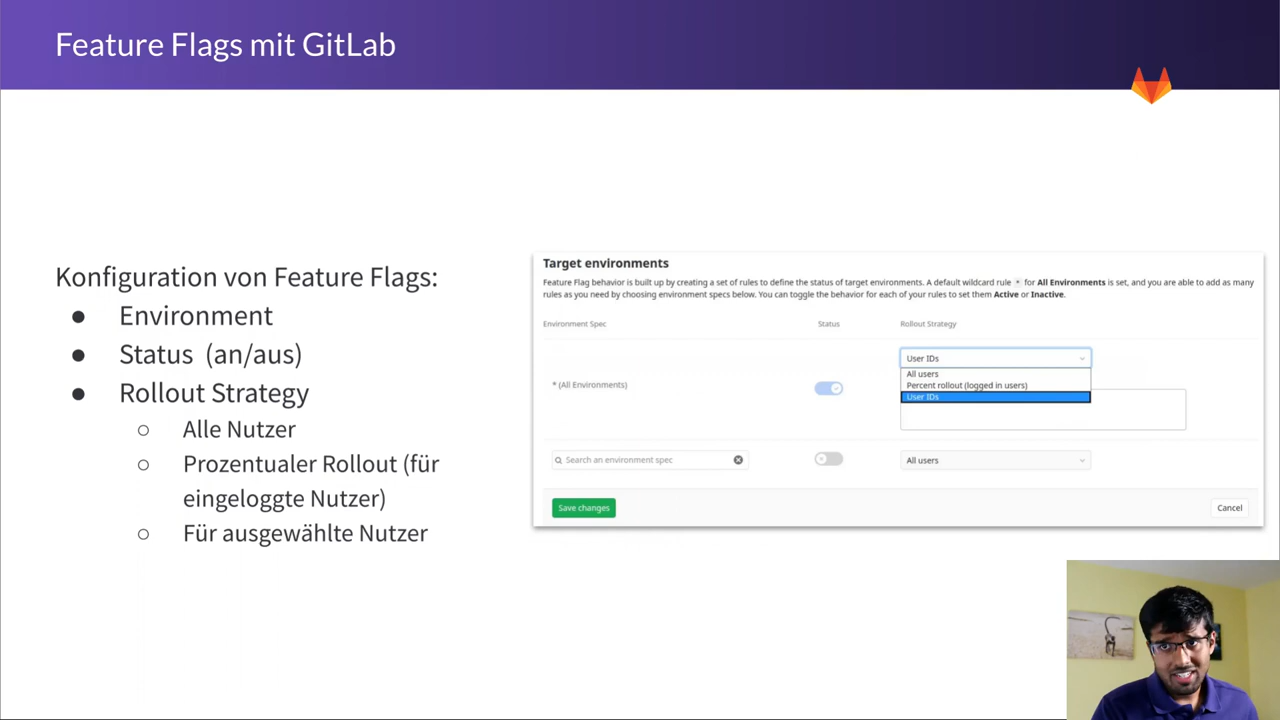 Feature Flags mit GitLab
Konfiguration von Feature Flags:
● Environment
● Status (an/aus)
● Rollout Strategy
○ Alle Nutzer
○ Prozentualer Rollout (für
eingeloggte Nutzer)
○ Für ausgewählte Nutzer
Target environments
Feature Flag behavior is built up by creating a set of rules to define the status of target environments. A default wildcard rule * for All Environments is set, and you are able to add as many
rules as you need by choosing environment specs below. You can toggle the behavior for each of your rules to set them Active or Inactive.
Environment Spec Status Rollout Strategy
User IDs
All users
* (All Environments) Percent rollout (logged in users)
User IDs
Search an environment spec All users
Save changes Cancel